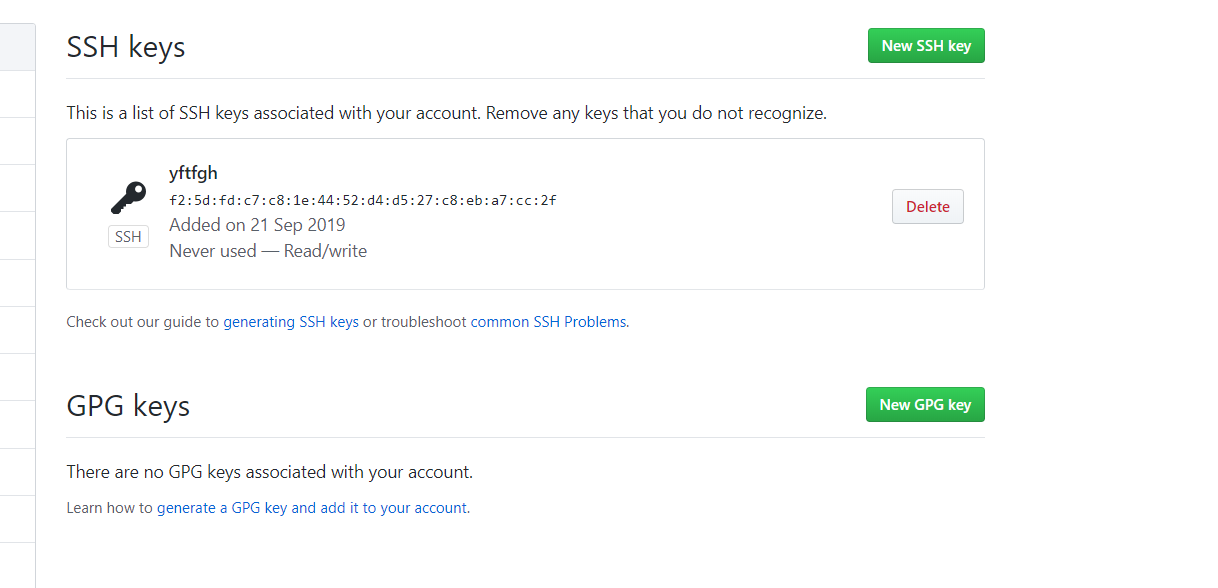 SSH keys
New SSH key
This is a list of SSH keys associated with your account. Remove any keys that you do not recognize.
yftfgh
f2:5d:fd:c7:c8:1e:44:52:d4:d5:27:c8:eb:a7:cc:2f
Added on 21 Sep 2019
Never used — Read/write
SSH
Delete
Check out our guide to generating SSH keys or troubleshoot common SSH Problems.
GPG keys
New GPG key
There are no GPG keys associated with your account.
Learn how to generate a GPG key and add it to your account.